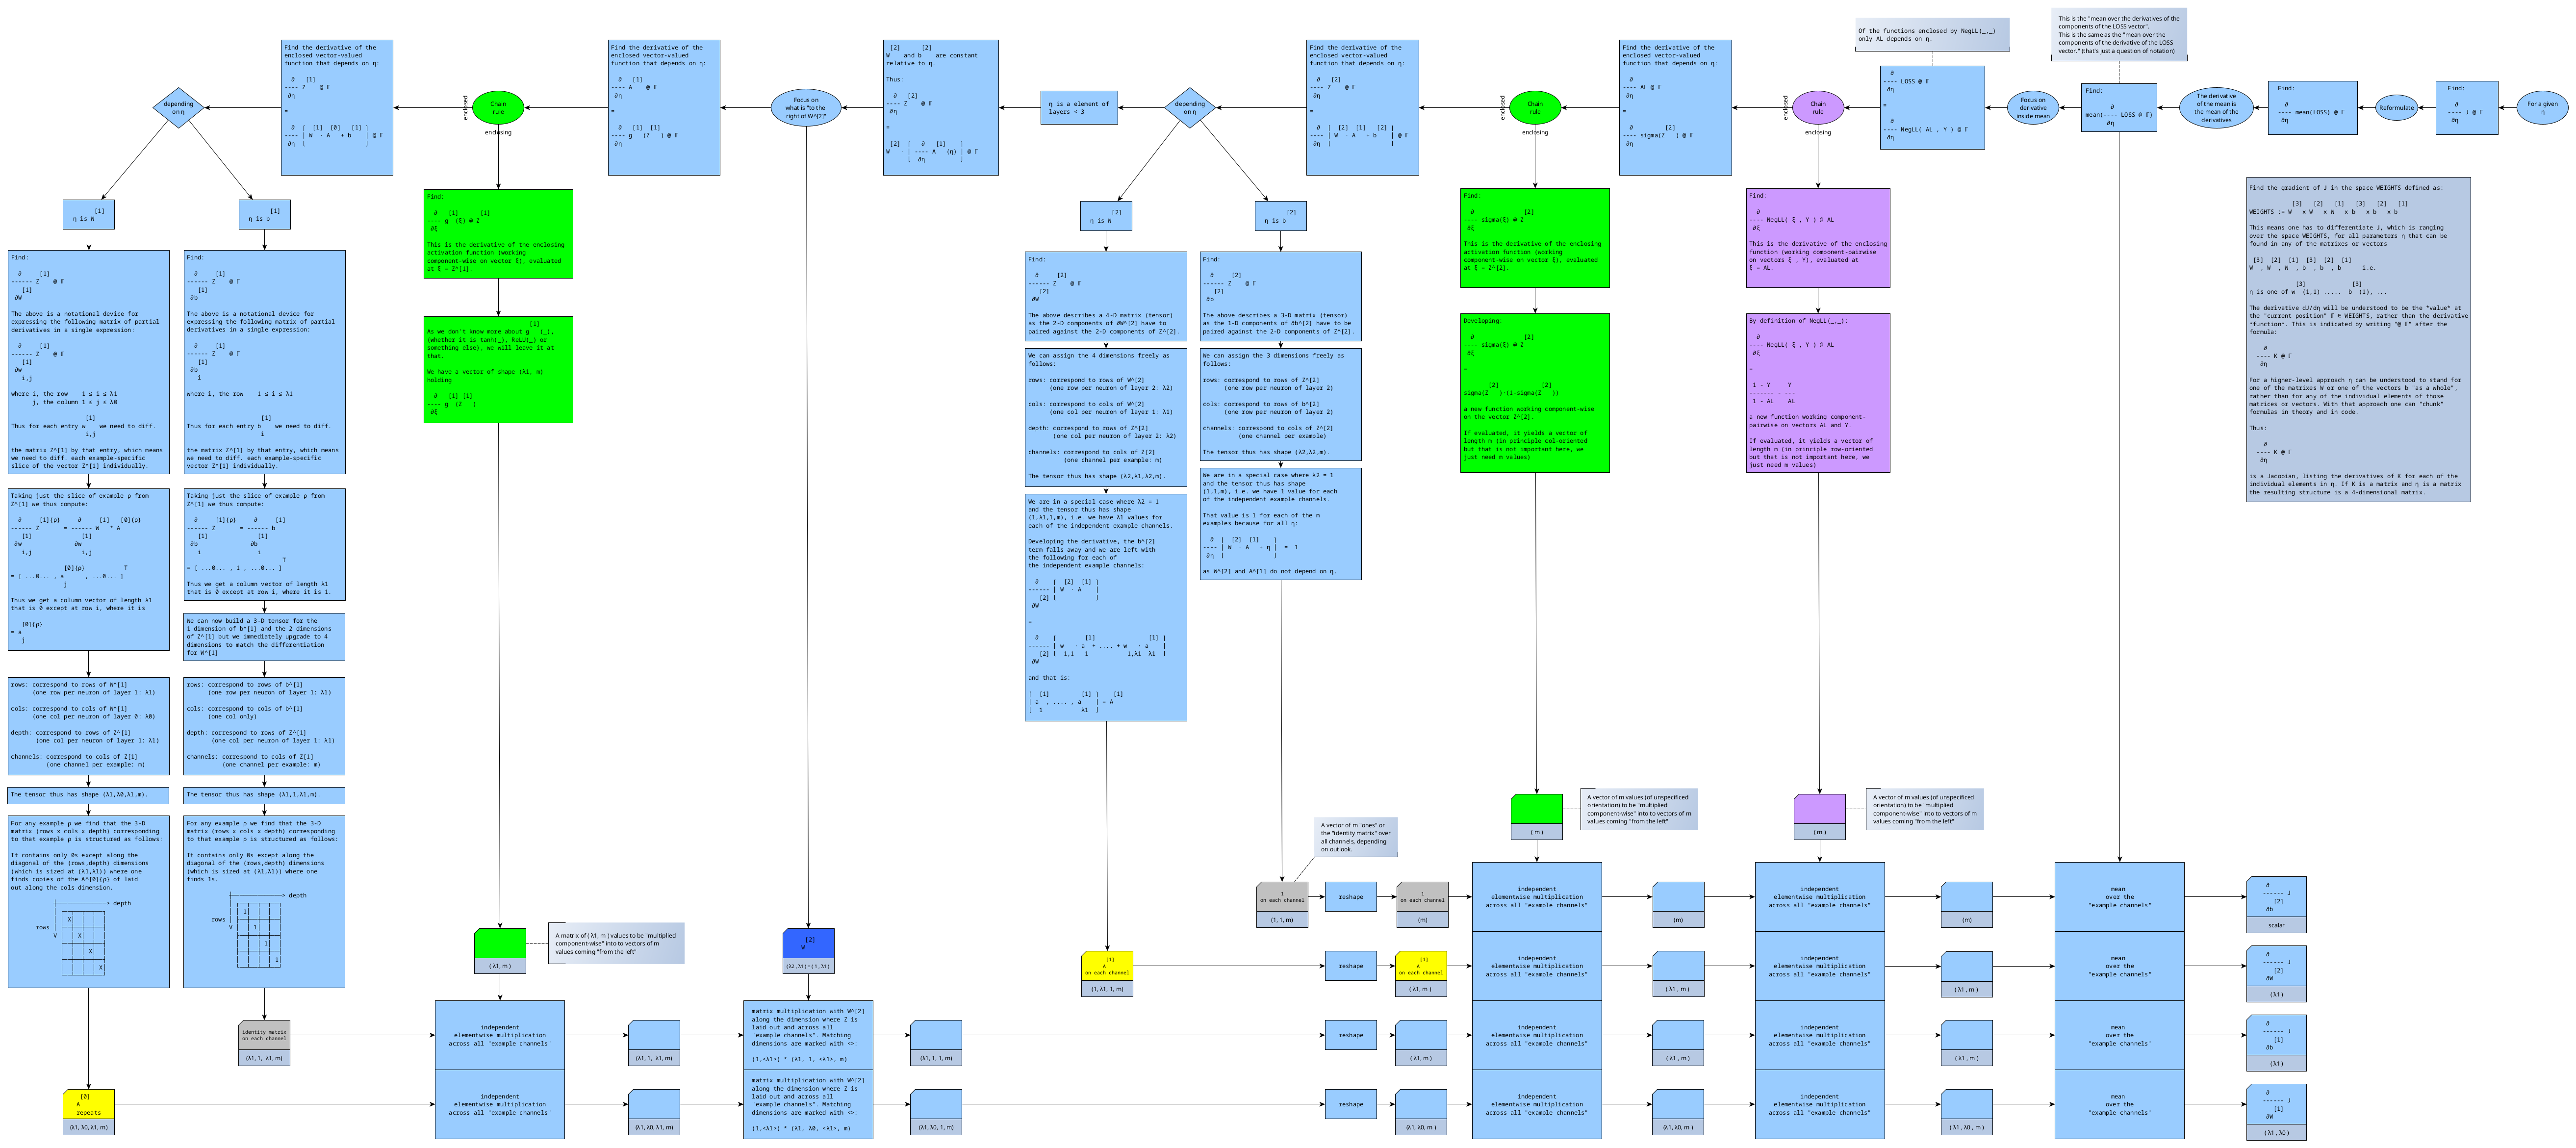 This is the "mean over the derivatives of the
components of the LOSS vector".
This is the same as the "mean over the
components of the derivative of the LOSS
vector." (that's just a question of notation)
Of the functions enclosed by NegLL(_,_)
only AL depends on η.
depending
on η
Find the derivative of the
enclosed vector-valued
function that depends on η:
∂   [1]
---- Z    @ Γ
∂η
=
∂  |  [1]  [0]   [1] |
---- | W  · A   + b    | @ Γ
∂η  |                 |
enclosed
Chain
rule
enclosing
Find the derivative of the
enclosed vector-valued
function that depends on η:
∂   [1]
---- A    @ Γ
∂η
=
∂   [1]  [1]
---- g   (Z   ) @ Γ
∂η
Focus on
what is "to the
right of W^[2]"
[2]      [2]
W    and b    are constant
relative to η.
Thus:
∂   [2]
---- Z    @ Γ
∂η
=
[2]  |   ∂   [1]    |
W   · | ---- A   (η) | @ Γ
|  ∂η          |
η is a element of
layers < 3
depending
on η
Find the derivative of the
enclosed vector-valued
function that depends on η:
∂   [2]
---- Z    @ Γ
∂η
=
∂  |  [2]  [1]   [2] |
---- | W  · A   + b    | @ Γ
∂η  |                 |
enclosed
Chain
rule
enclosing
Find the derivative of the
enclosed vector-valued
function that depends on η:
∂
---- AL @ Γ
∂η
=
∂         [2]
---- sigma(Z   ) @ Γ
∂η
enclosed
Chain
rule
enclosing
∂
---- LOSS @ Γ
∂η
=
∂
---- NegLL( AL , Y ) @ Γ
∂η
Focus on
derivative
inside mean
Find:
∂
mean(---- LOSS @ Γ)
∂η
The derivative
of the mean is
the mean of the
derivatives
Find:
∂
---- mean(LOSS) @ Γ
∂η
Reformulate
Find:
∂
---- J @ Γ
∂η
For a given
η
[1]
η is W
[1]
η is b
Find:
∂     [1]
------ Z    @ Γ
[1]
∂W
The above is a notational device for
expressing the following matrix of partial
derivatives in a single expression:
∂     [1]
------ Z    @ Γ
[1]
∂w
i,j
where i, the row    1 ≤ i ≤ λ1
j, the column 1 ≤ j ≤ λ0
[1]
Thus for each entry w    we need to diff.
i,j
the matrix Z^[1] by that entry, which means
we need to diff. each example-specific
slice of the vector Z^[1] individually.
Taking just the slice of example ρ from
Z^[1] we thus compute:
∂     [1]{ρ}     ∂     [1]   [0]{ρ}
------ Z       = ------ W   * A
[1]              [1]
∂w               ∂w
i,j              i,j
[0]{ρ}           T
= [ ...0... , a      , ...0... ]
j
Thus we get a column vector of length λ1
that is 0 except at row i, where it is
[0]{ρ}
= a
j
rows: correspond to rows of W^[1]
(one row per neuron of layer 1: λ1)
cols: correspond to cols of W^[1]
(one col per neuron of layer 0: λ0)
depth: correspond to rows of Z^[1]
(one col per neuron of layer 1: λ1)
channels: correspond to cols of Z[1]
(one channel per example: m)
The tensor thus has shape (λ1,λ0,λ1,m).
For any example ρ we find that the 3-D
matrix (rows x cols x depth) corresponding
to that example ρ is structured as follows:
It contains only 0s except along the
diagonal of the (rows,depth) dimensions
(which is sized at (λ1,λ1)) where one
finds copies of the A^[0]{ρ} of laid
out along the cols dimension.
depth
X
rows
X
V
X
X
[0]
A
repeats
(λ1, λ0, λ1, m)
Find:
∂     [1]
------ Z    @ Γ
[1]
∂b
The above is a notational device for
expressing the following matrix of partial
derivatives in a single expression:
∂     [1]
------ Z    @ Γ
[1]
∂b
i
where i, the row    1 ≤ i ≤ λ1
[1]
Thus for each entry b    we need to diff.
i
the matrix Z^[1] by that entry, which means
we need to diff. each example-specific
vector Z^[1] individually.
Taking just the slice of example ρ from
Z^[1] we thus compute:
∂     [1]{ρ}     ∂     [1]
------ Z       = ------ b
[1]              [1]
∂b               ∂b
i                i
T
= [ ...0... , 1 , ...0... ]
Thus we get a column vector of length λ1
that is 0 except at row i, where it is 1.
We can now build a 3-D tensor for the
1 dimension of b^[1] and the 2 dimensions
of Z^[1] but we immediately upgrade to 4
dimensions to match the differentiation
for W^[1]
rows: correspond to rows of b^[1]
(one row per neuron of layer 1: λ1)
cols: correspond to cols of b^[1]
(one col only)
depth: correspond to rows of Z^[1]
(one col per neuron of layer 1: λ1)
channels: correspond to cols of Z[1]
(one channel per example: m)
The tensor thus has shape (λ1,1,λ1,m).
For any example ρ we find that the 3-D
matrix (rows x cols x depth) corresponding
to that example ρ is structured as follows:
It contains only 0s except along the
diagonal of the (rows,depth) dimensions
(which is sized at (λ1,λ1)) where one
finds 1s.
depth
1
rows
1
V
1
1
identity matrix
on each channel
(λ1, 1, λ1, m)
Find:
∂   [1]      [1]
---- g  (ξ) @ Z
∂ξ
This is the derivative of the enclosing
activation function (working
component-wise on vector ξ), evaluated
at ξ = Z^[1].
[1]
As we don't know more about g   (_),
(whether it is tanh(_), ReLU(_) or
something else), we will leave it at
that.
We have a vector of shape (λ1, m)
holding
∂   [1] [1]
---- g  (Z   )
∂ξ
( λ1, m )
A matrix of ( λ1, m ) values to be "multiplied
component-wise" into to vectors of m
values coming "from the left"
[2]
W
(λ2 , λ1 ) = ( 1 , λ1 )
[2]
η is W
[2]
η is b
Find:
∂     [2]
------ Z    @ Γ
[2]
∂W
The above describes a 4-D matrix (tensor)
as the 2-D components of ∂W^[2] have to
paired against the 2-D components of Z^[2].
We can assign the 4 dimensions freely as
follows:
rows: correspond to rows of W^[2]
(one row per neuron of layer 2: λ2)
cols: correspond to cols of W^[2]
(one col per neuron of layer 1: λ1)
depth: correspond to rows of Z^[2]
(one col per neuron of layer 2: λ2)
channels: correspond to cols of Z[2]
(one channel per example: m)
The tensor thus has shape (λ2,λ1,λ2,m).
We are in a special case where λ2 = 1
and the tensor thus has shape
(1,λ1,1,m), i.e. we have λ1 values for
each of the independent example channels.
Developing the derivative, the b^[2]
term falls away and we are left with
the following for each of
the independent example channels:
∂    |  [2]  [1] |
------ | W  · A    |
[2] |           |
∂W
=
∂    |        [1]               [1] |
------ | w   · a  + .... + w   · a    |
[2] |  1,1   1           1,λ1  λ1  |
∂W
and that is:
|  [1]         [1] |    [1]
| a  , .... , a    | = A
|  1           λ1  |
[1]
A
on each channel
(1, λ1, 1, m)
Find:
∂     [2]
------ Z    @ Γ
[2]
∂b
The above describes a 3-D matrix (tensor)
as the 1-D components of ∂b^[2] have to be
paired against the 2-D components of Z^[2].
We can assign the 3 dimensions freely as
follows:
rows: correspond to rows of Z^[2]
(one row per neuron of layer 2)
cols: correspond to rows of b^[2]
(one row per neuron of layer 2)
channels: correspond to cols of Z^[2]
(one channel per example)
The tensor thus has shape (λ2,λ2,m).
We are in a special case where λ2 = 1
and the tensor thus has shape
(1,1,m), i.e. we have 1 value for each
of the independent example channels.
That value is 1 for each of the m
examples because for all η:
∂  |  [2]  [1]    |
---- | W  · A   + η |  =  1
∂η  |              |
as W^[2] and A^[1] do not depend on η.
A vector of m "ones" or
the "identity matrix" over
all channels, depending
on outlook.
1
on each channel
(1, 1, m)
Find:
∂              [2]
---- sigma(ξ) @ Z
∂ξ
This is the derivative of the enclosing
activation function (working
component-wise on vector ξ), evaluated
at ξ = Z^[2].
Developing:
∂              [2]
---- sigma(ξ) @ Z
∂ξ
=
[2]            [2]
sigma(Z   )·(1-sigma(Z   ))
a new function working component-wise
on the vector Z^[2].
If evaluated, it yields a vector of
length m (in principle col-oriented
but that is not important here, we
just need m values)
( m )
A vector of m values (of unspecificed
orientation) to be "multiplied
component-wise" into to vectors of m
values coming "from the left"
Find:
∂
---- NegLL( ξ , Y ) @ AL
∂ξ
This is the derivative of the enclosing
function (working component-pairwise
on vectors ξ , Y), evaluated at
ξ = AL.
By definition of NegLL(_,_):
∂
---- NegLL( ξ , Y ) @ AL
∂ξ
=
1 - Y     Y
------- - ---
1 - AL    AL
a new function working component-
pairwise on vectors AL and Y.
If evaluated, it yields a vector of
length m (in principle row-oriented
but that is not important here, we
just need m values)
( m )
A vector of m values (of unspecificed
orientation) to be "multiplied
component-wise" into to vectors of m
values coming "from the left"
Find the gradient of J in the space WEIGHTS defined as:
[3]   [2]   [1]   [3]   [2]   [1]
WEIGHTS := W   x W   x W   x b   x b   x b
This means one has to differentiate J, which is ranging
over the space WEIGHTS, for all parameters η that can be
found in any of the matrixes or vectors
[3]  [2]  [1]  [3]  [2]  [1]
W  , W  , W  , b  , b  , b      i.e.
[3]             [3]
η is one of w  (1,1) .....  b  (1), ...
The derivative dJ/dη will be understood to be the *value* at
the "current position" Γ ∈ WEIGHTS, rather than the derivative
*function*. This is indicated by writing "@ Γ" after the
formula:
∂
---- K @ Γ
∂η
For a higher-level approach η can be understood to stand for
one of the matrixes W or one of the vectors b "as a whole",
rather than for any of the individual elements of those
matrices or vectors. With that approach one can "chunk"
formulas in theory and in code.
Thus:
∂
---- K @ Γ
∂η
is a Jacobian, listing the derivatives of K for each of the
individual elements in η. If K is a matrix and η is a matrix
the resulting structure is a 4-dimensional matrix.
reshape
1
on each channel
(m)
independent
elementwise multiplication
across all "example channels"
(m)
independent
elementwise multiplication
across all "example channels"
(m)
mean
over the
"example channels"
∂
------ J
[2]
∂b
scalar
reshape
[1]
A
on each channel
( λ1, m )
independent
elementwise multiplication
across all "example channels"
( λ1 , m )
independent
elementwise multiplication
across all "example channels"
( λ1 , m )
mean
over the
"example channels"
∂
------ J
[2]
∂W
( λ1 )
independent
elementwise multiplication
across all "example channels"
(λ1, 1, λ1, m)
matrix multiplication with W^[2]
along the dimension where Z is
laid out and across all
"example channels". Matching
dimensions are marked with <>:
(1,<λ1>) * (λ1, 1, <λ1>, m)
(λ1, 1, 1, m)
reshape
( λ1, m )
independent
elementwise multiplication
across all "example channels"
( λ1 , m )
independent
elementwise multiplication
across all "example channels"
( λ1 , m )
mean
over the
"example channels"
∂
------ J
[1]
∂b
( λ1 )
independent
elementwise multiplication
across all "example channels"
(λ1, λ0, λ1, m)
matrix multiplication with W^[2]
along the dimension where Z is
laid out and across all
"example channels". Matching
dimensions are marked with <>:
(1,<λ1>) * (λ1, λ0, <λ1>, m)
(λ1, λ0, 1, m)
reshape
(λ1, λ0, m )
independent
elementwise multiplication
across all "example channels"
(λ1, λ0, m )
independent
elementwise multiplication
across all "example channels"
( λ1 , λ0 , m )
mean
over the
"example channels"
∂
------ J
[1]
∂W
( λ1 , λ0 )